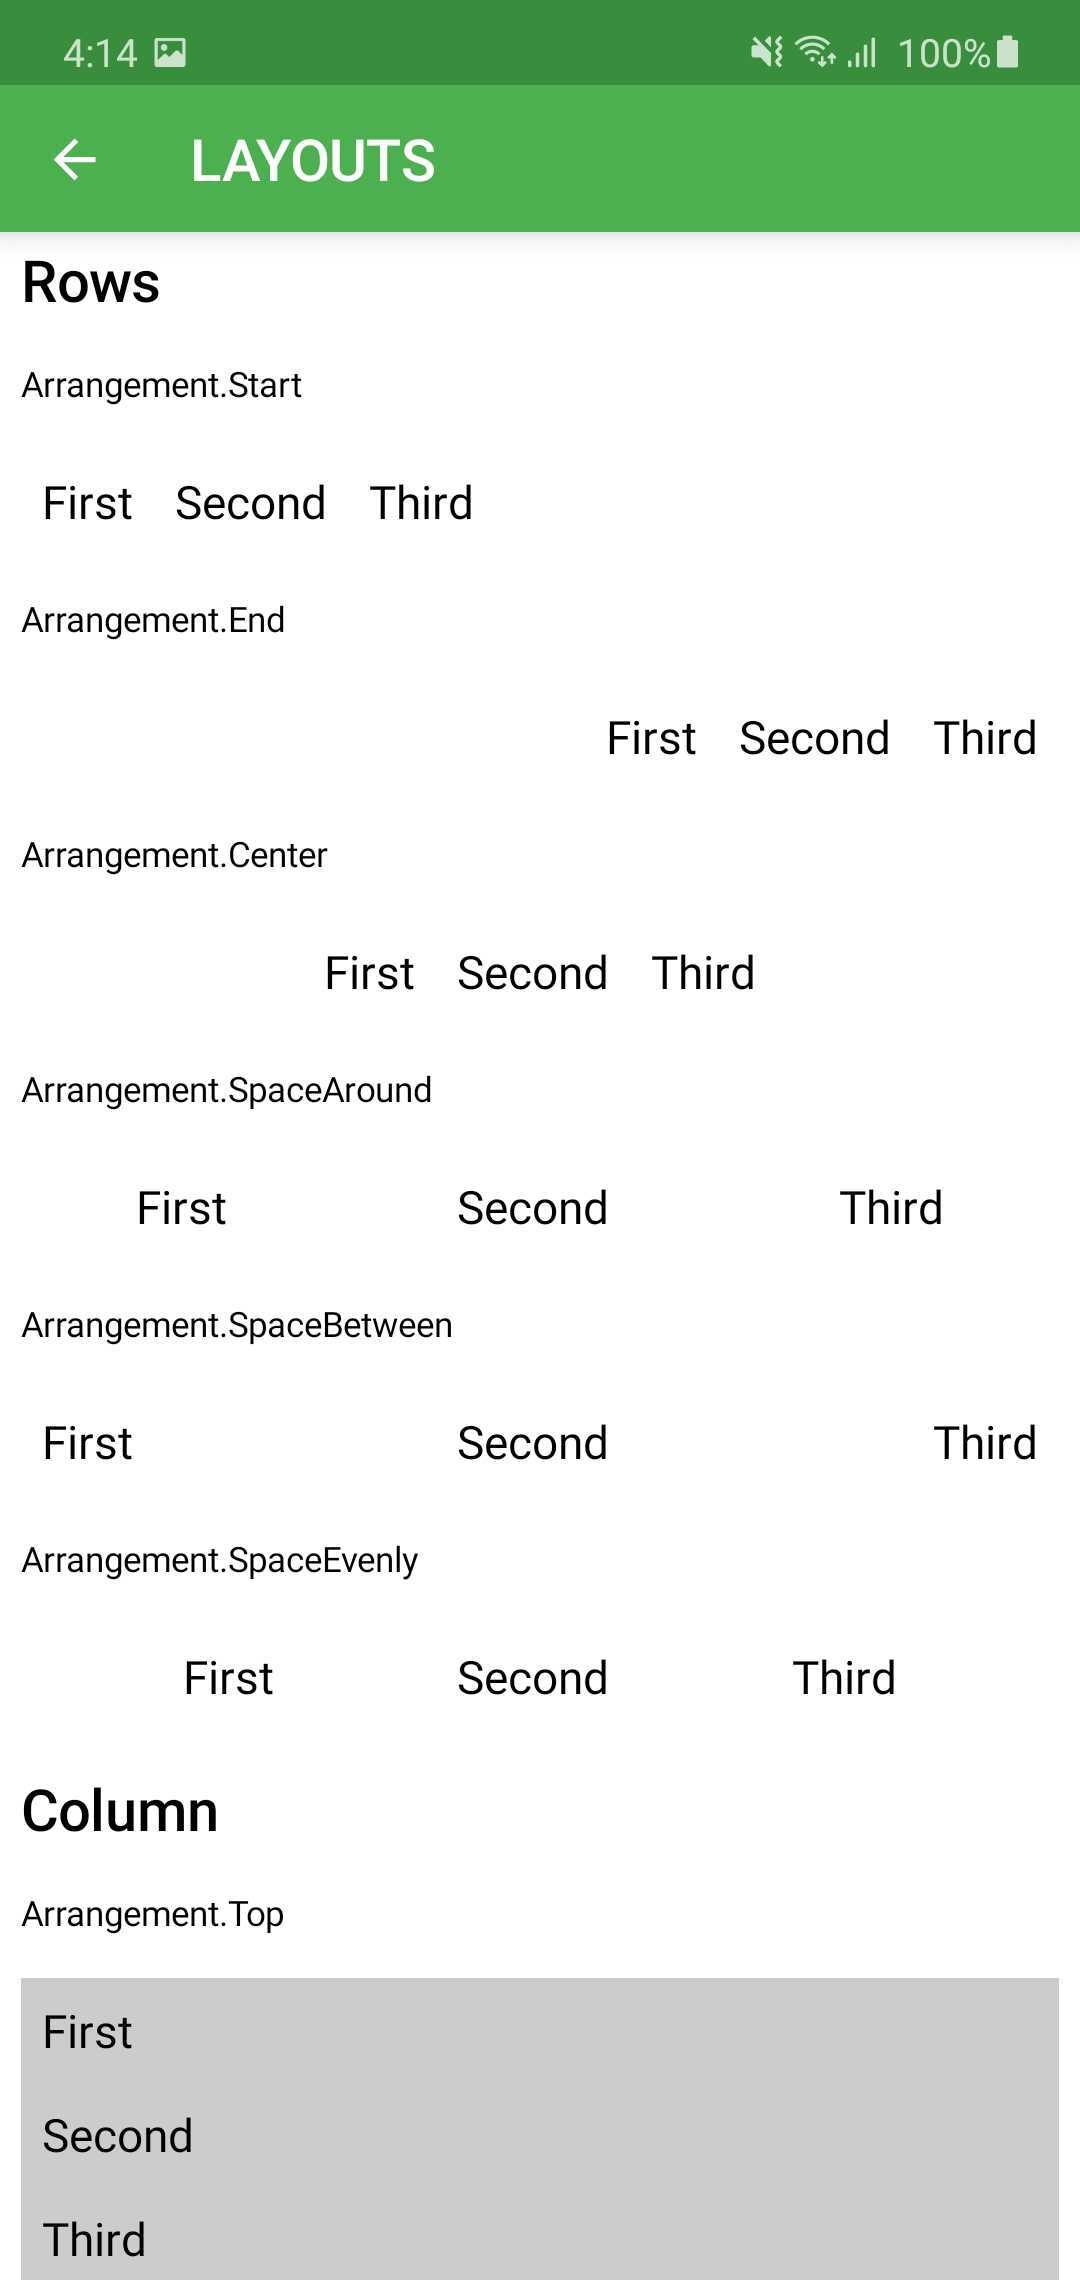 4:14 100%
LAYOUTS
Rows
Arrangement.Start
First Second Third
Arrangement.End
First Second Third
Arrangement.Center
First Second Third
Arrangement.SpaceAround
First Second Third
Arrangement.SpaceBetween
First Second Third
Arrangement.SpaceEvenly
First Second Third
Column
Arrangement.Top
First
Second
Third